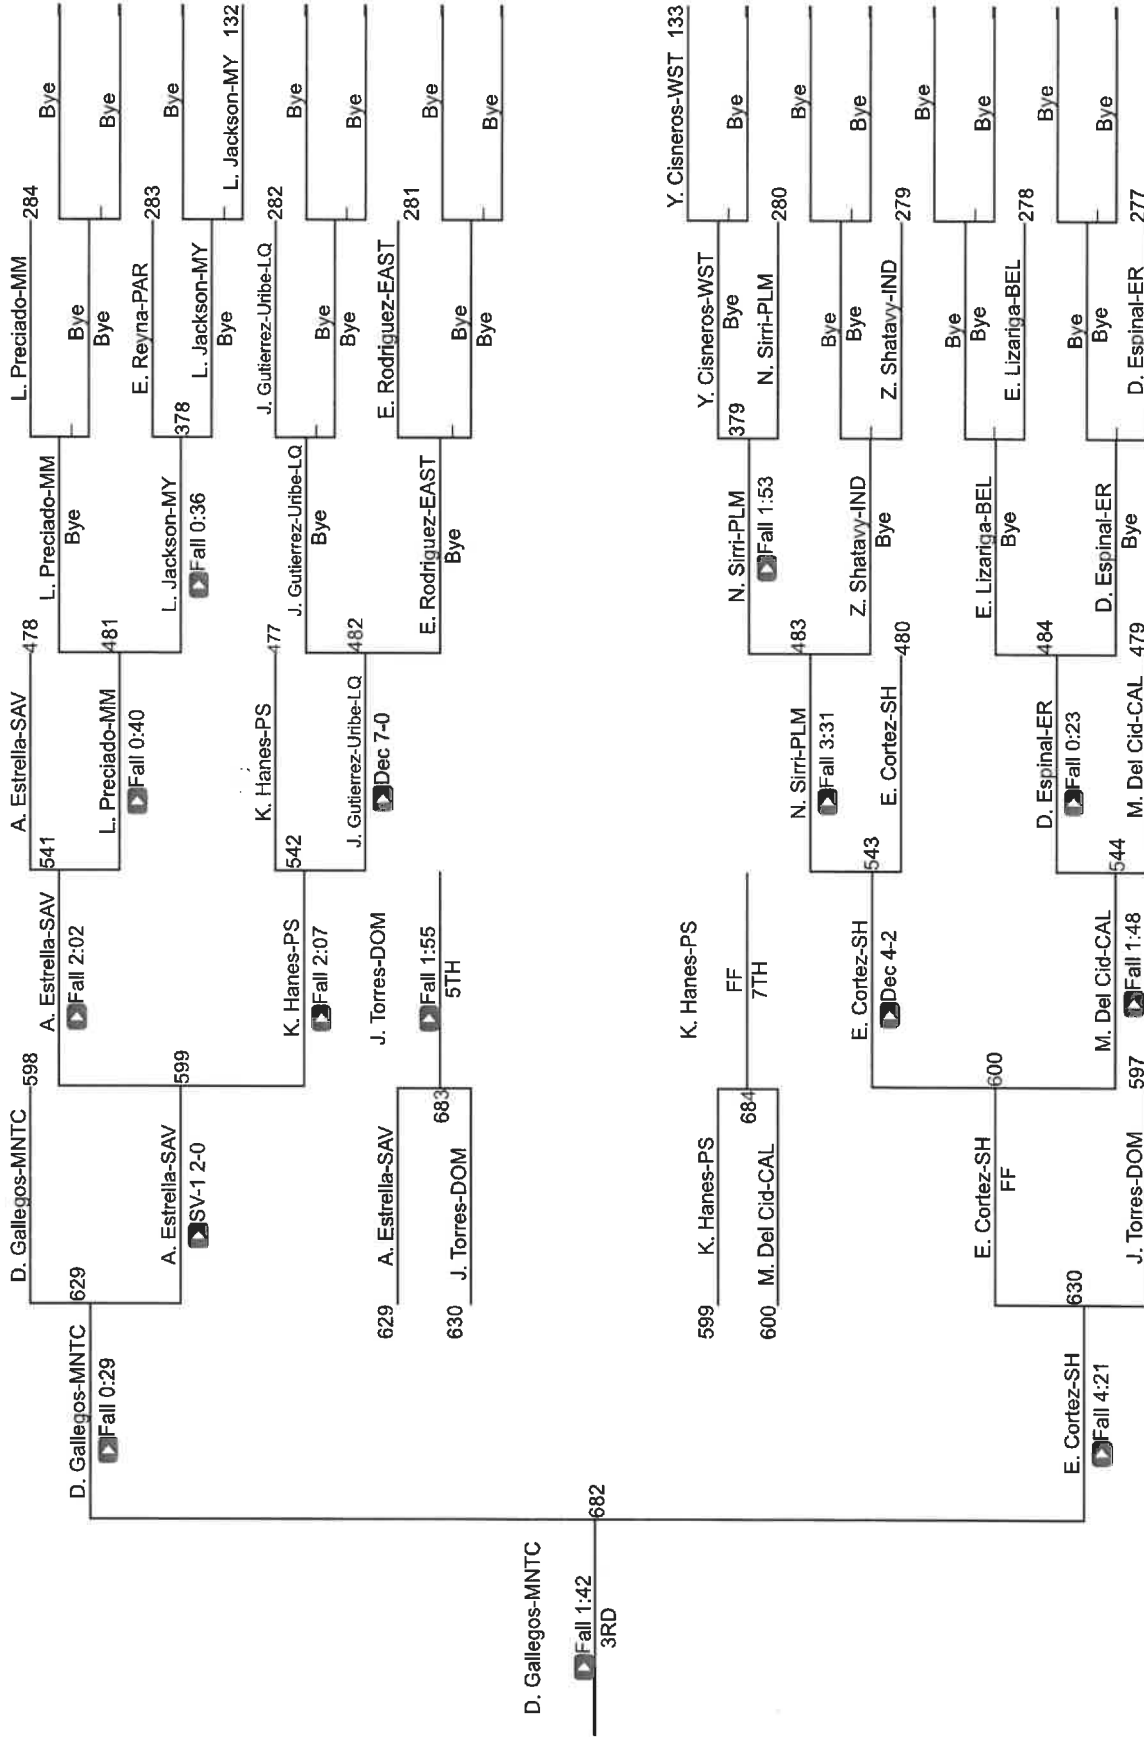 D. Gallegos-MNTC
Fall 1:42
3RD
682
D. Gallegos-MNTC
Fall 0:29
629
630
599
600
E. Cortez-SH
Fall 4:21
629
D. Gallegos-MNTC
598
A. Estrella-SAV
SV-1 2-0
A. Estrella-SAV
683
J. Torres-DOM
K. Hanes-PS
684
M. Del Cid-CAL
E. Cortez-SH
FF
630
J. Torres-DOM
597
A. Estrella-SAV
Fall 2:02
599
K. Hanes-PS
Fall 2:07
J. Torres-DOM
Fall 1:55
5TH
K. Hanes-PS
FF
7TH
E. Cortez-SH
Dec 4-2
600
M. Del Cid-CAL
Fall 1:48
A. Estrella-SAV
478
541
L. Preciado-MM
Fall 0:40
K. Hanes-PS
477
542
J. Gutierrez-Uribe-LQ
Dec 7-0
N. Sirri-PLM
Fall 3:31
543
E. Cortez-SH
480
D. Espinal-ER
Fall 0:23
544
M. Del Cid-CAL
479
L. Preciado-MM
Bye
481
L. Jackson-MY
Fall 0:36
J. Gutierrez-Uribe-LQ
Bye
482
E. Rodriguez-EAST
Bye
N. Sirri-PLM
Fall 1:53
483
Z. Shatavy-IND
Bye
E. Lizariga-BEL
Bye
484
D. Espinal-ER
Bye
L. Preciado-MM
284
Bye
Bye
E. Reyna-PAR
283
378
L. Jackson-MY
Bye
J. Gutierrez-Uribe-LQ
282
Bye
Bye
E. Rodriguez-EAST
281
Bye
Bye
Y. Cisneros-WST
Bye
379
N. Sirri-PLM
280
Bye
Bye
Z. Shatavy-IND
279
Bye
Bye
E. Lizariga-BEL
278
Bye
Bye
D. Espinal-ER
277
Bye
Bye
Bye
L. Jackson-MY 132
Bye
Bye
Bye
Bye
Y. Cisneros-WST 133
Bye
Bye
Bye
Bye
Bye
Bye
Bye